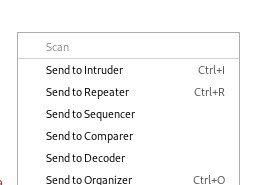 Scan
Send to Intruder Ctrl+I
Send to Repeater Ctrl+R
Send to Sequencer
Send to Comparer
Send to Decoder
Send to Organizer Ctrl+O